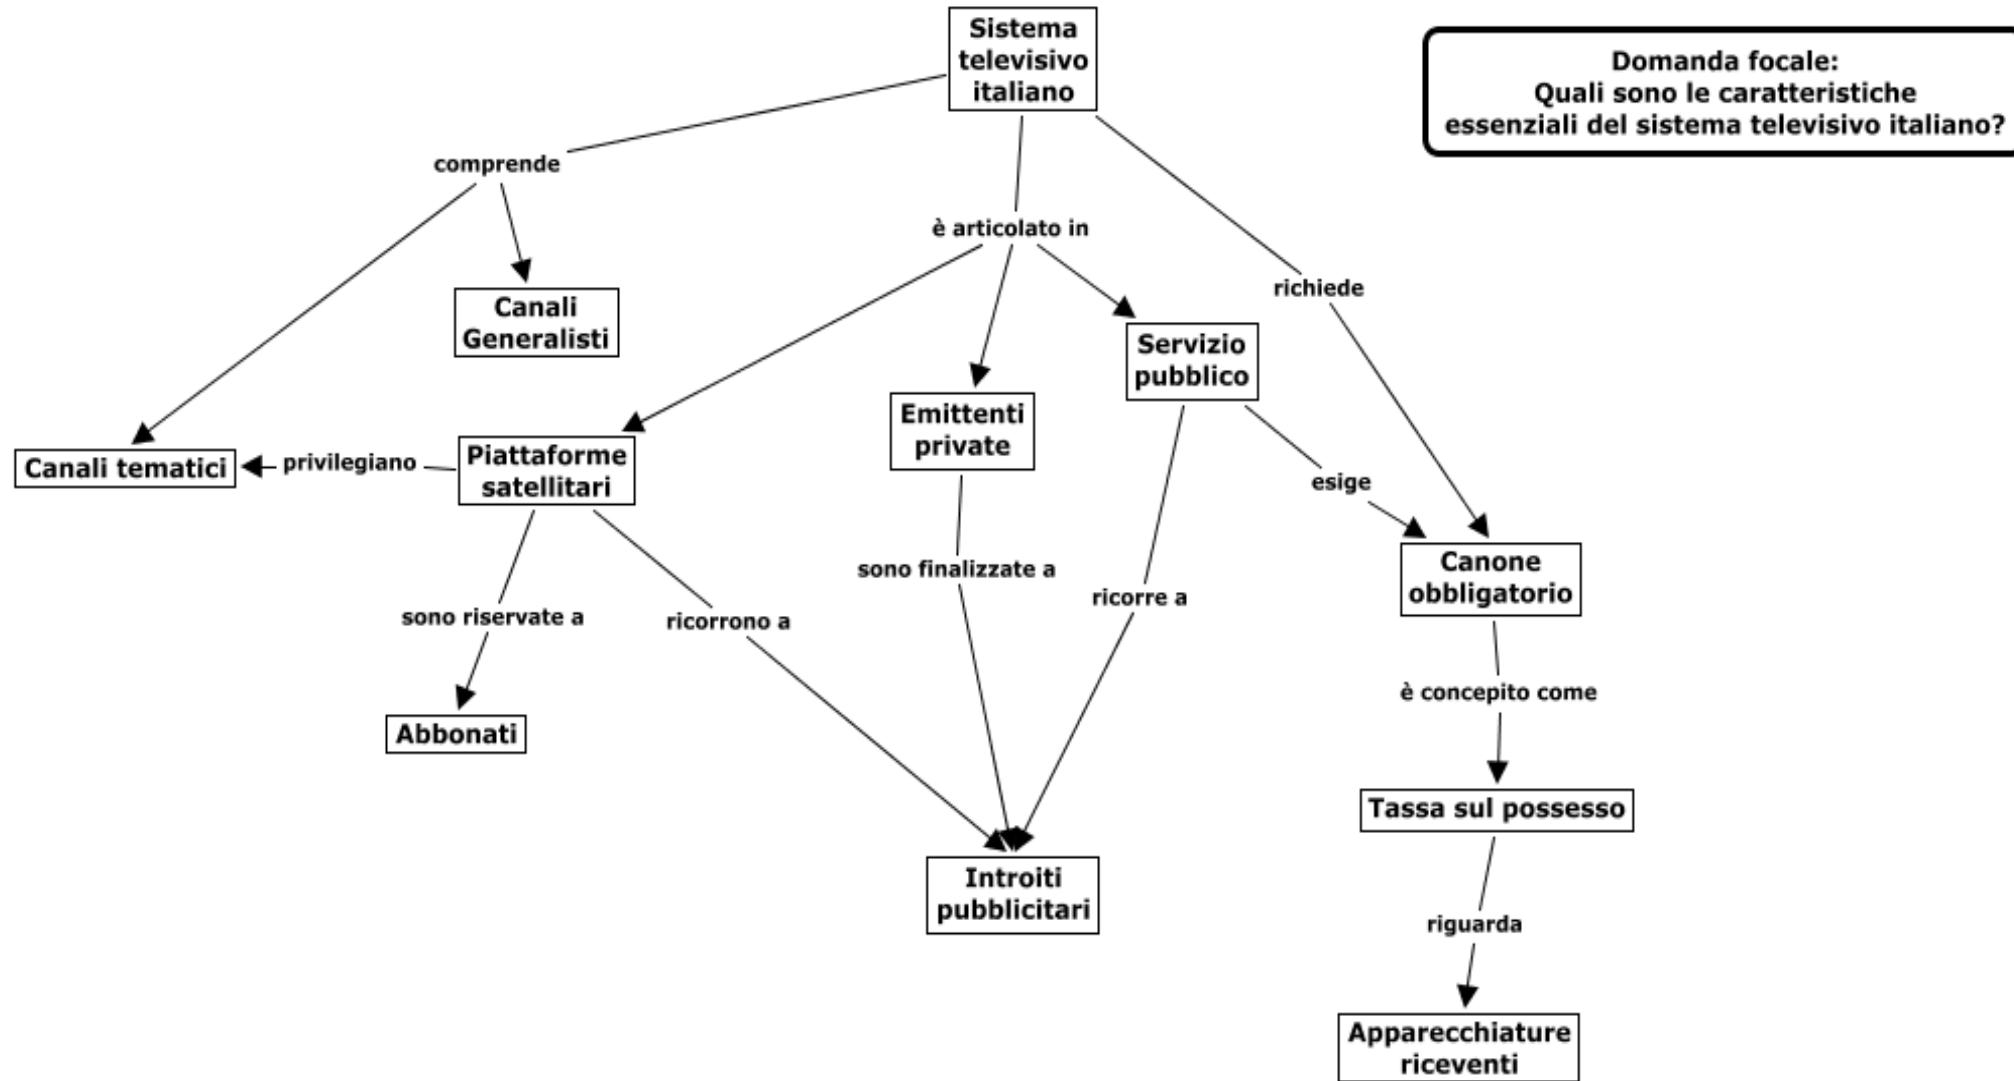 Sistema
televisivo
italiano
Domanda focale:
Quali sono le caratteristiche
essenziali del sistema televisivo italiano?
comprende
è articolato in
richiede
Canali
Generalisti
Servizio
pubblico
Emittenti
private
Canali tematici
privilegiano
Piattaforme
satellitari
esige
Canone
obbligatorio
sono finalizzate a
ricorre a
sono riservate a
ricorrono a
è concepito come
Abbonati
Tassa sul possesso
Introiti
pubblicitari
riguarda
Apparecchiature
riceventi